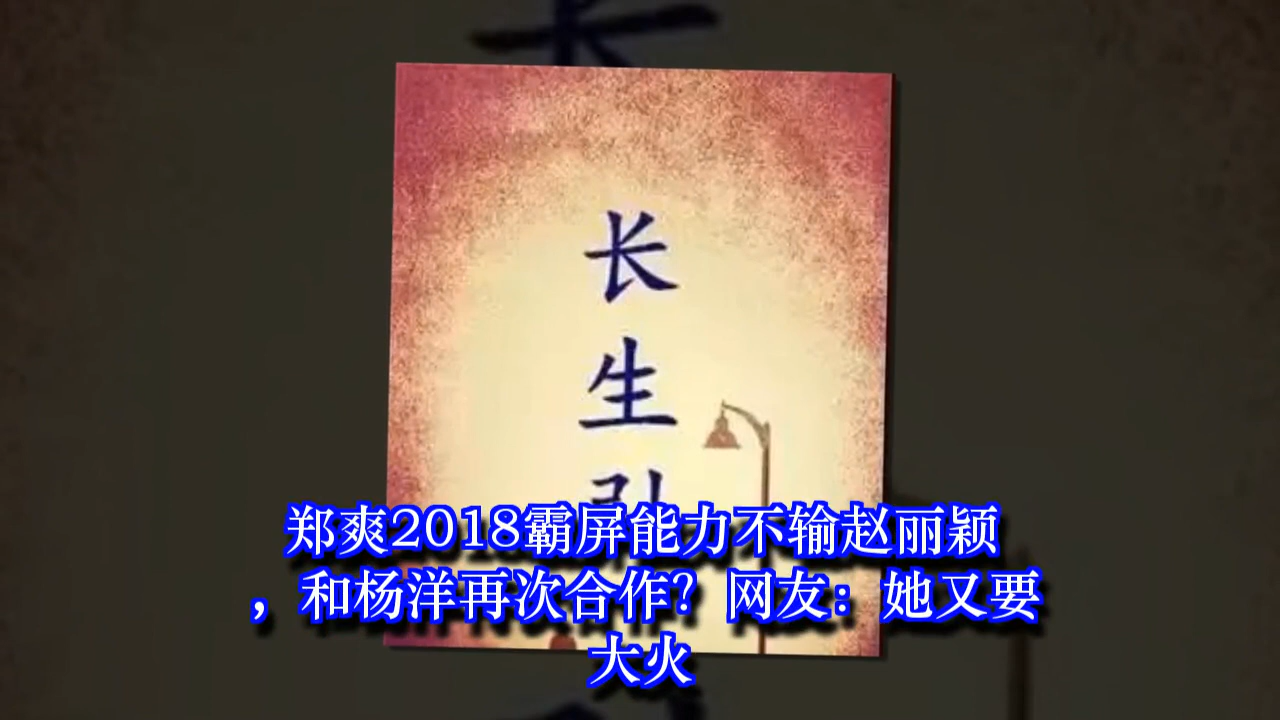 长
生
引
郑爽2018霸屏能力不输赵丽颖
，和杨洋再次合作？网友：她又要
大火